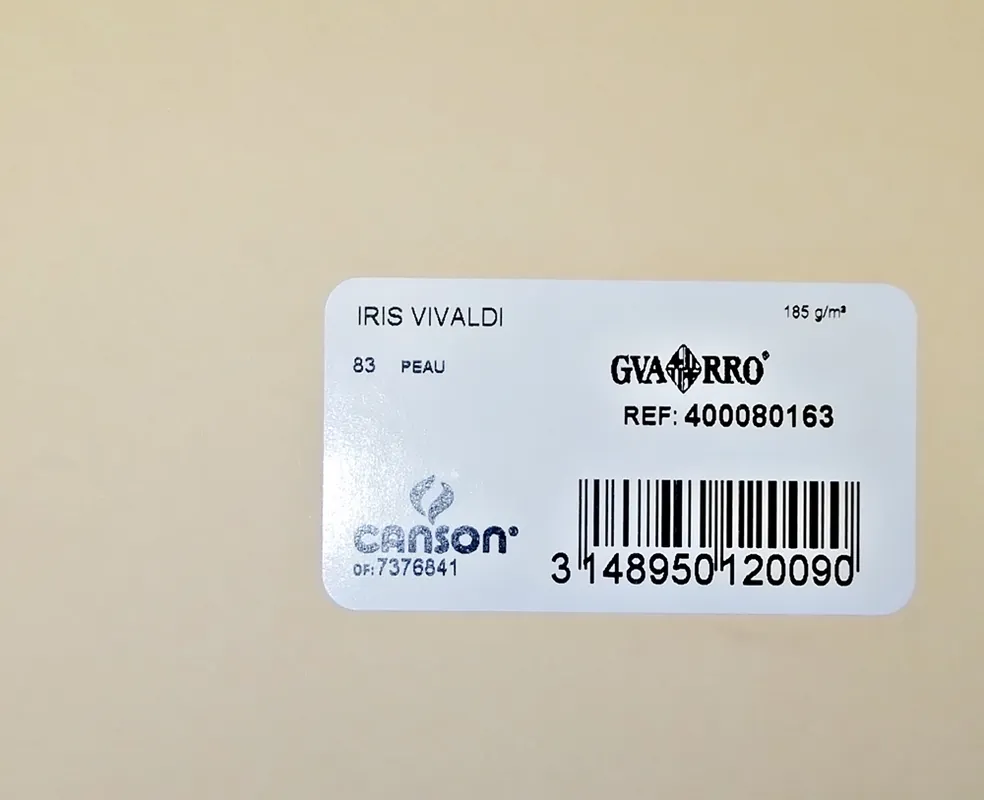 IRIS VIVALDI
185 g/m²
83 PEAU
GVARRO®
REF: 400080163
CANSON®
OF:7376841
3 148950 120090